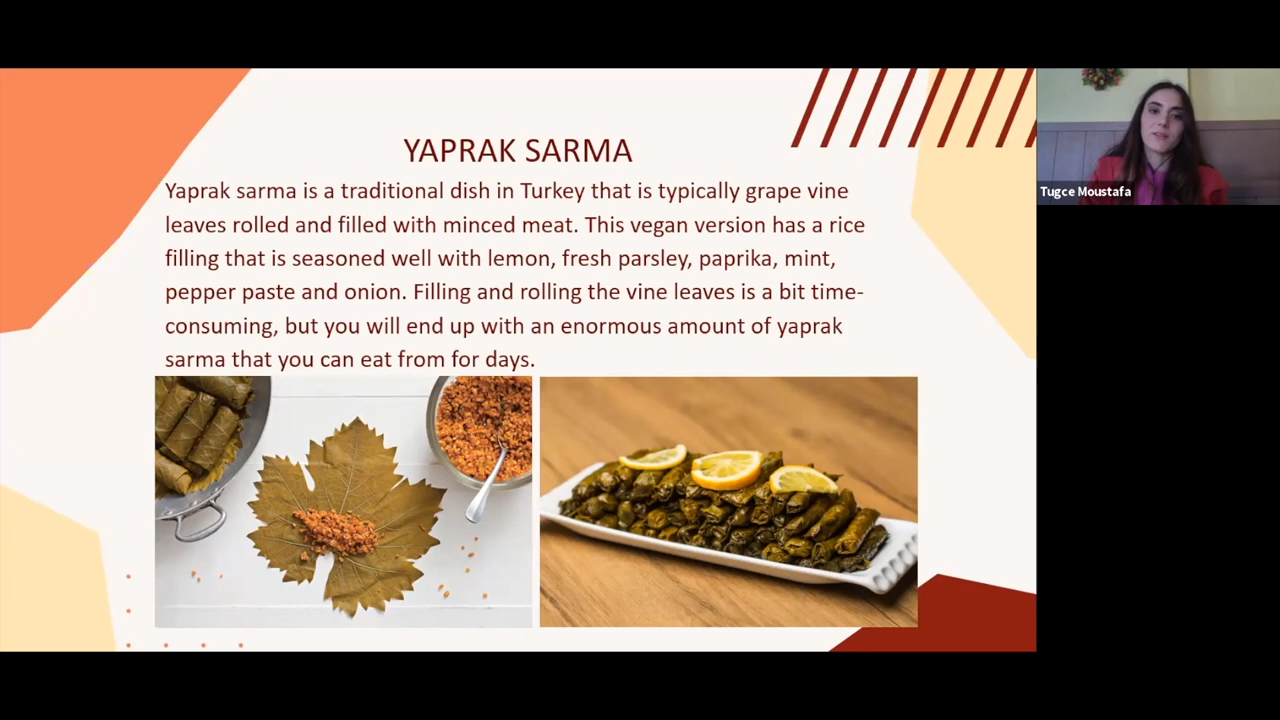 YAPRAK SARMA
Yaprak sarma is a traditional dish in Turkey that is typically grape vine
leaves rolled and filled with minced meat. This vegan version has a rice
filling that is seasoned well with lemon, fresh parsley, paprika, mint,
pepper paste and onion. Filling and rolling the vine leaves is a bit time-
consuming, but you will end up with an enormous amount of yaprak
sarma that you can eat from for days.
Tugce Moustafa